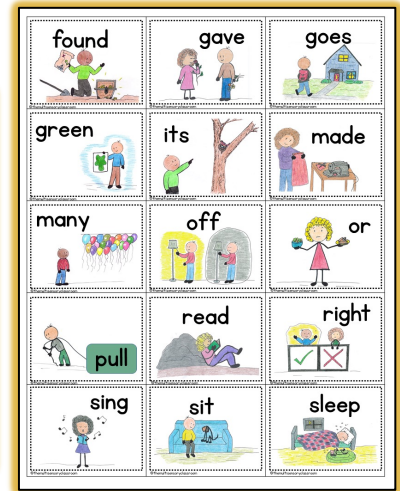 found
gave
goes
green
its
made
many
off
or
pull
read
right
sing
sit
sleep